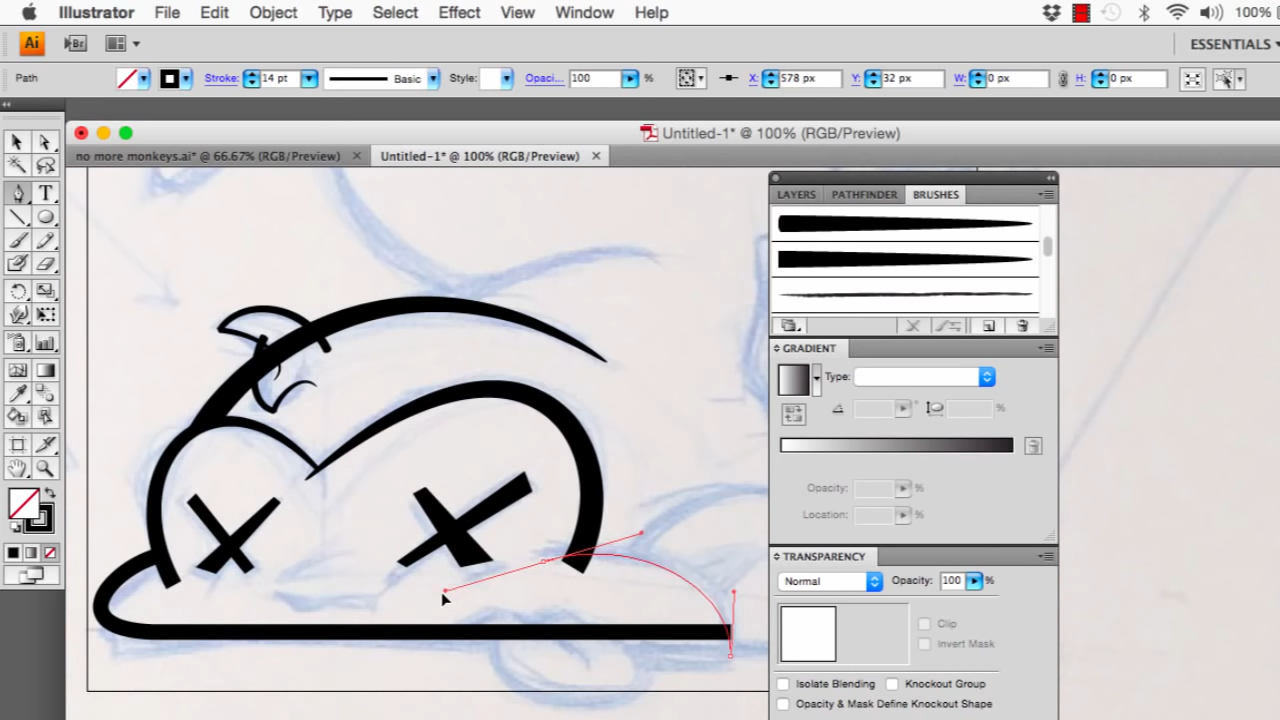 Illustrator File Edit Object Type Select Effect View Window Help 100%
Ai Br ESSENTIALS
Path Stroke: 14 pt Basic Style: Opaci... 100 % X: 578 px Y: 32 px W: 0 px H: 0 px
Untitled-1* @ 100% (RGB/Preview)
no more monkeys.ai* @ 66.67% (RGB/Preview) Untitled-1* @ 100% (RGB/Preview)
LAYERS PATHFINDER BRUSHES
T
GRADIENT
Type:
°
%
Opacity: %
Location: %
TRANSPARENCY
Normal Opacity: 100 %
Clip
Invert Mask
Isolate Blending Knockout Group
Opacity & Mask Define Knockout Shape